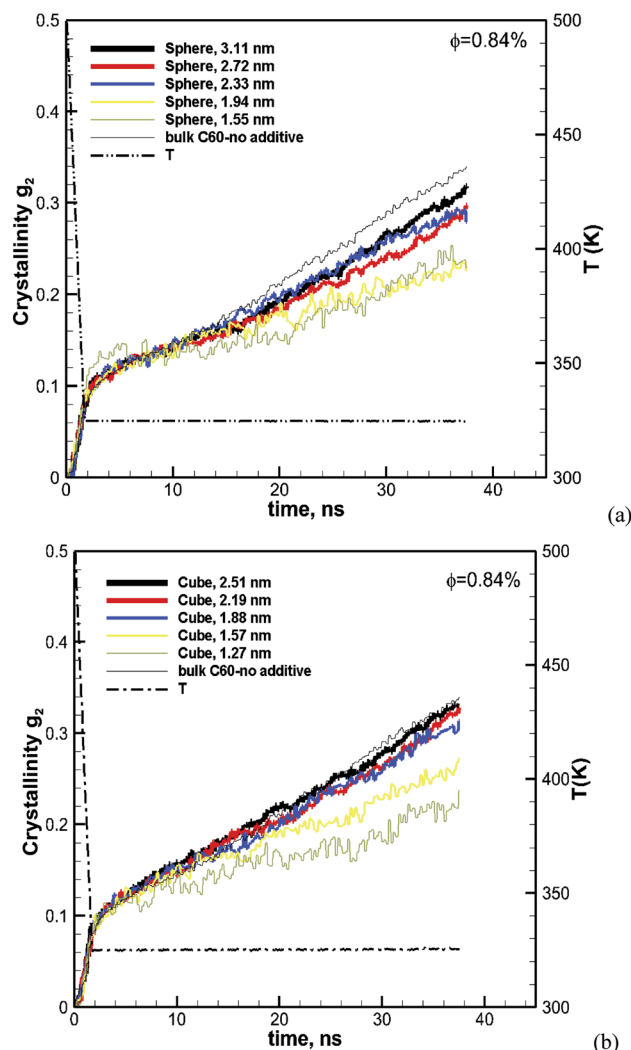 0.5
500
ϕ=0.84%
Sphere, 3.11 nm
Sphere, 2.72 nm
Sphere, 2.33 nm
Sphere, 1.94 nm
Sphere, 1.55 nm
bulk C60-no additive
T
0.4
450
0.3
400
0.2
350
0.1
0
300
Crystallinity g₂
T (K)
0
10
20
30
40
time, ns
(a)
0.5
500
ϕ=0.84%
Cube, 2.51 nm
Cube, 2.19 nm
Cube, 1.88 nm
Cube, 1.57 nm
Cube, 1.27 nm
bulk C60-no additive
T
0.4
450
0.3
400
0.2
350
0.1
0
300
Crystallinity g₂
T(K)
0
10
20
30
40
time, ns
(b)